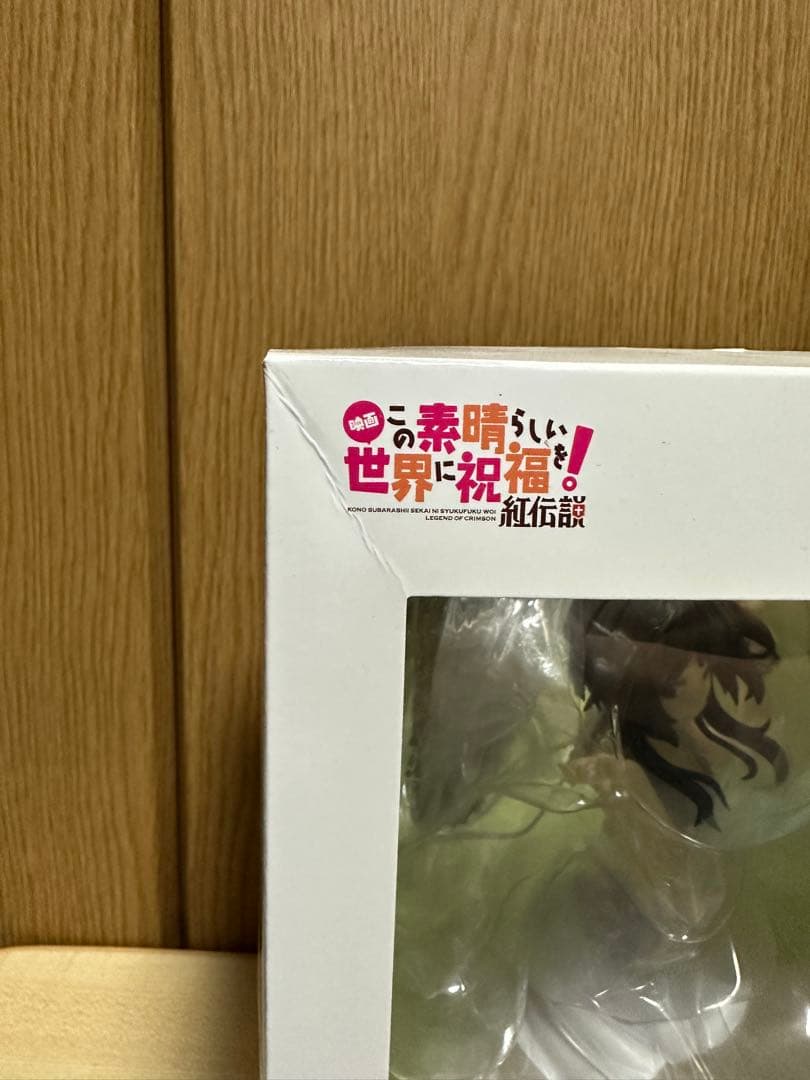 映画 この素晴らしい
世界に祝福を!
KONO SUBARASHII SEKAI NI SYUKUFUKU WO!
LEGEND OF CRIMSON
紅伝説